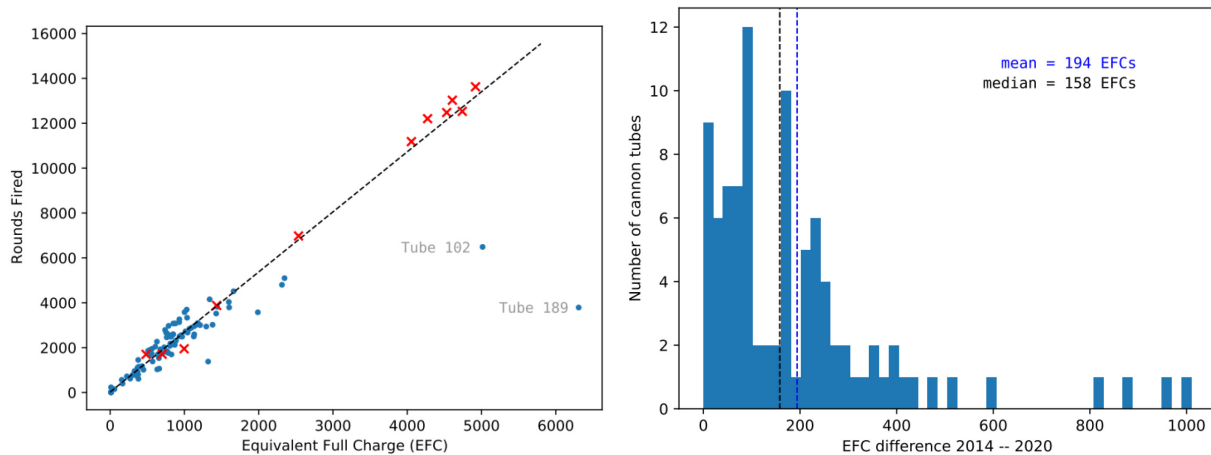 16000
14000
12000
10000
8000
6000
4000
2000
0
Rounds Fired
Tube 102
Tube 189
0 1000 2000 3000 4000 5000 6000
Equivalent Full Charge (EFC)
12
10
8
6
4
2
0
Number of cannon tubes
mean = 194 EFCs
median = 158 EFCs
0 200 400 600 800 1000
EFC difference 2014 -- 2020